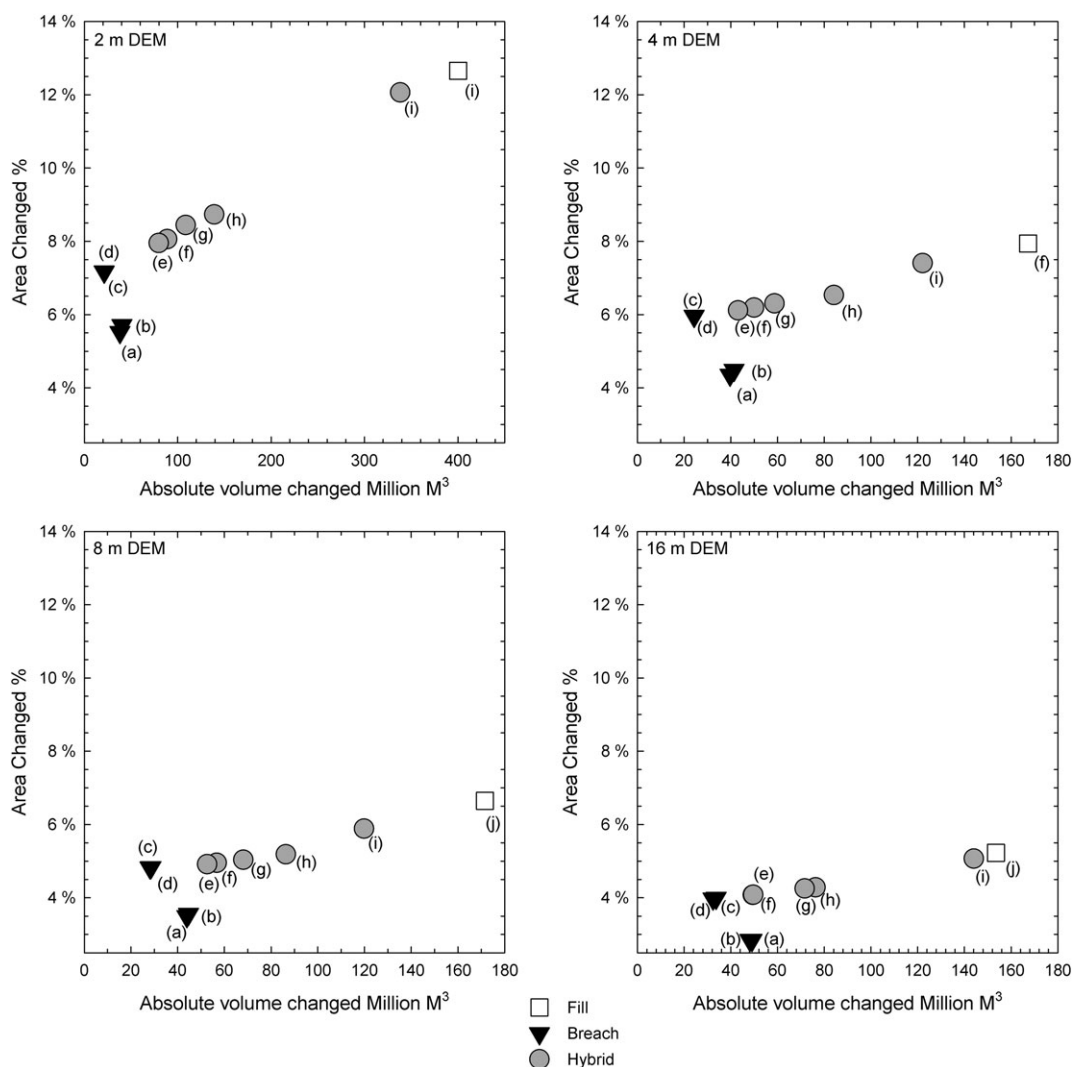 14 %
12 %
10 %
8 %
6 %
4 %
Area Changed %
2 m DEM
(i)
(i)
(h)
(g)
(f)
(e)
(d)
(c)
(b)
(a)
0 100 200 300 400
Absolute volume changed Million M³
14 %
12 %
10 %
8 %
6 %
4 %
Area Changed %
4 m DEM
(f)
(i)
(h)
(g)
(e) (f)
(c)
(d)
(b)
(a)
0 20 40 60 80 100 120 140 160 180
Absolute volume changed Million M³
14 %
12 %
10 %
8 %
6 %
4 %
Area Changed %
8 m DEM
(j)
(i)
(h)
(g)
(f)
(e)
(c)
(d)
(b)
(a)
0 20 40 60 80 100 120 140 160 180
Absolute volume changed Million M³
14 %
12 %
10 %
8 %
6 %
4 %
Area Changed %
16 m DEM
(j)
(i)
(h)
(g)
(e)
(f)
(d) (c)
(b) (a)
0 20 40 60 80 100 120 140 160 180
Absolute volume changed Million M³
Fill
Breach
Hybrid